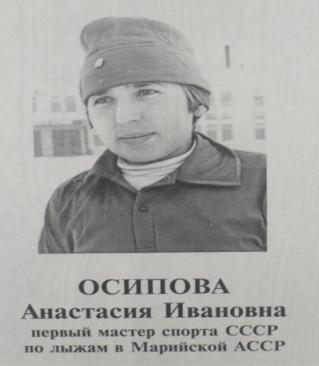 ОСИПОВА
Анастасия Ивановна
первый мастер спорта СССР
по лыжам в Марийской АССР